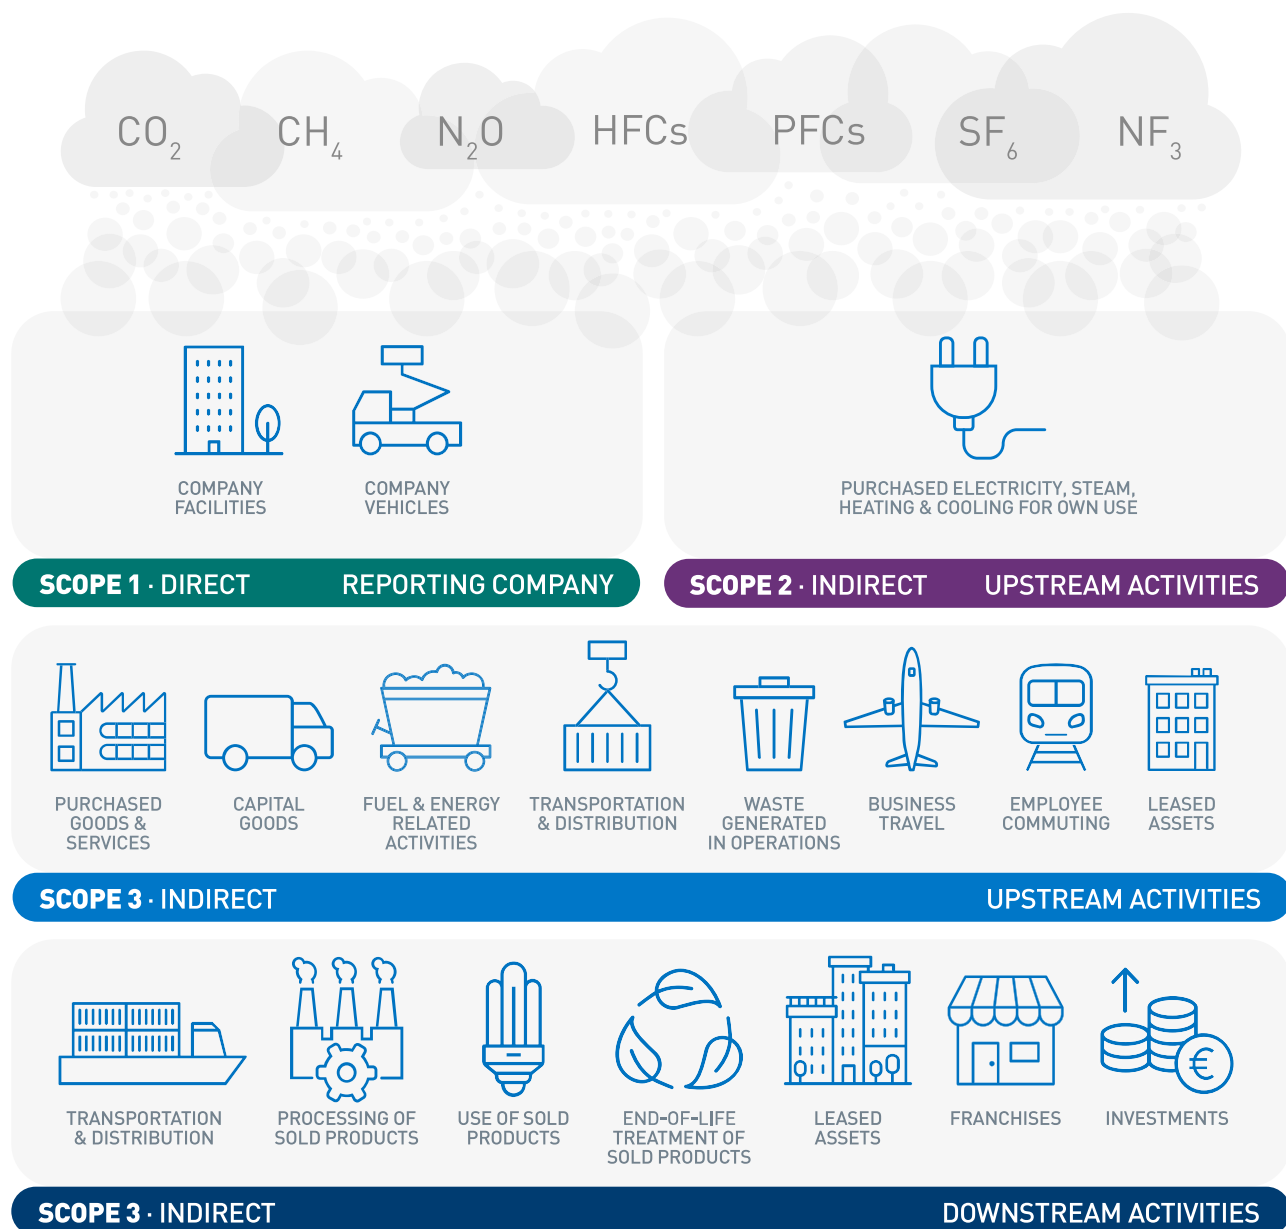 CO₂ CH₄ N₂O HFCs PFCs SF₆ NF₃
COMPANY
FACILITIES
COMPANY
VEHICLES
PURCHASED ELECTRICITY, STEAM,
HEATING & COOLING FOR OWN USE
SCOPE 1 · DIRECT REPORTING COMPANY
SCOPE 2 · INDIRECT UPSTREAM ACTIVITIES
PURCHASED
GOODS &
SERVICES
CAPITAL
GOODS
FUEL & ENERGY
RELATED
ACTIVITIES
TRANSPORTATION
& DISTRIBUTION
WASTE
GENERATED
IN OPERATIONS
BUSINESS
TRAVEL
EMPLOYEE
COMMUTING
LEASED
ASSETS
SCOPE 3 · INDIRECT UPSTREAM ACTIVITIES
€
TRANSPORTATION
& DISTRIBUTION
PROCESSING OF
SOLD PRODUCTS
USE OF SOLD
PRODUCTS
END-OF-LIFE
TREATMENT OF
SOLD PRODUCTS
LEASED
ASSETS
FRANCHISES
INVESTMENTS
SCOPE 3 · INDIRECT DOWNSTREAM ACTIVITIES